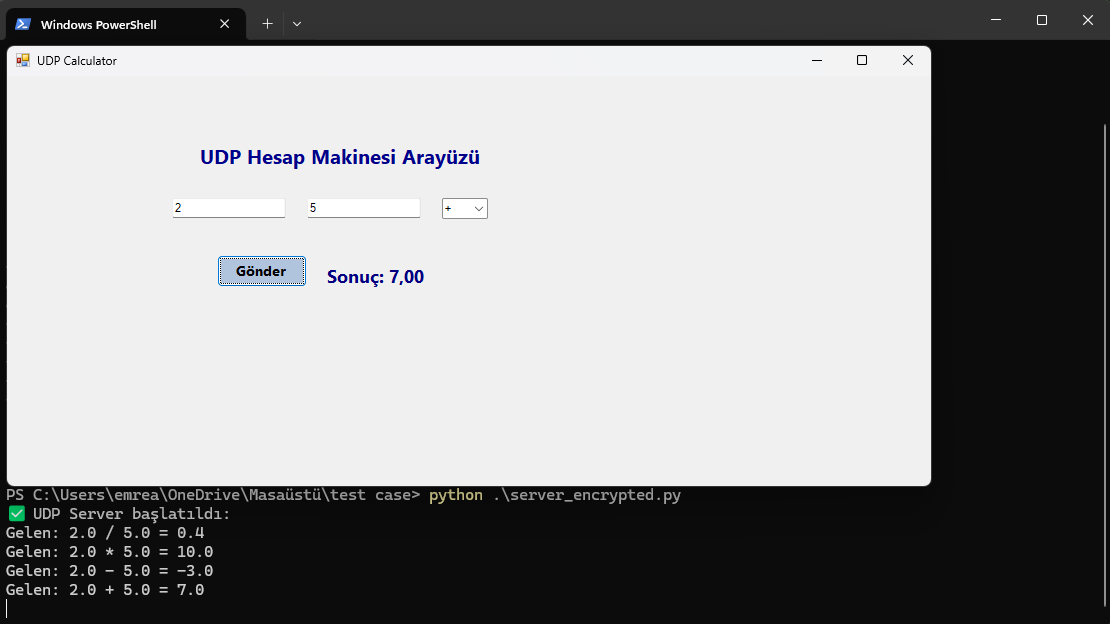 Windows PowerShell
UDP Calculator
UDP Hesap Makinesi Arayüzü
2 5 +
Gönder Sonuç: 7,00
PS C:\Users\emrea\OneDrive\Masaüstü\test case> python .\server_encrypted.py
✅ UDP Server başlatıldı:
Gelen: 2.0 / 5.0 = 0.4
Gelen: 2.0 * 5.0 = 10.0
Gelen: 2.0 - 5.0 = -3.0
Gelen: 2.0 + 5.0 = 7.0